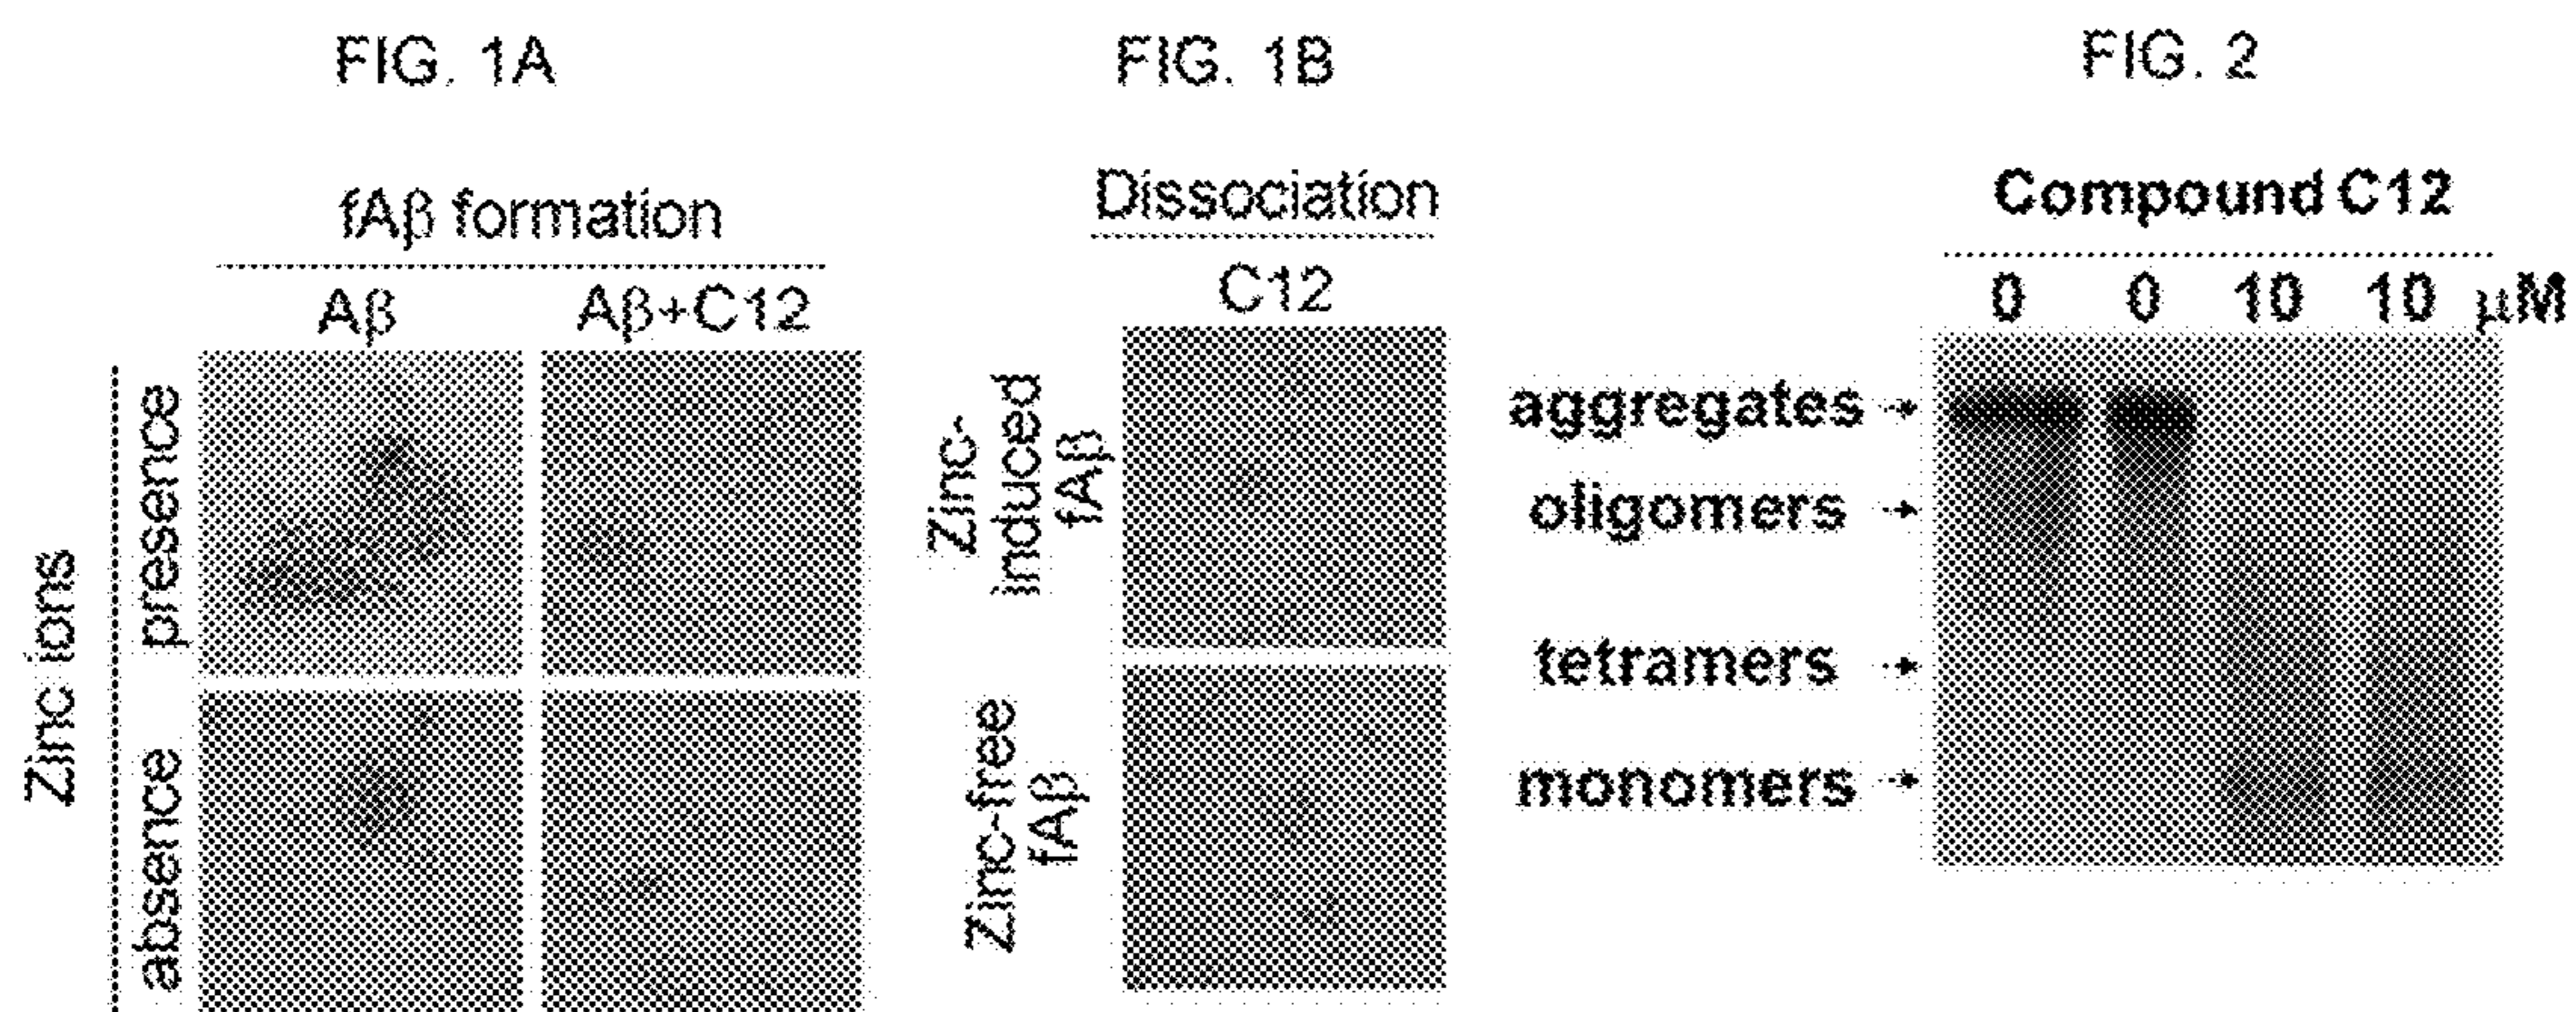 FIG. 1A
fAβ formation
Aβ
Aβ+C12
Zinc ions
presence
absence
FIG. 1B
Dissociation
C12
Zinc-
induced
fAβ
Zinc-free
fAβ
FIG. 2
Compound C12
0 0 10 10 μM
aggregates
oligomers
tetramers
monomers